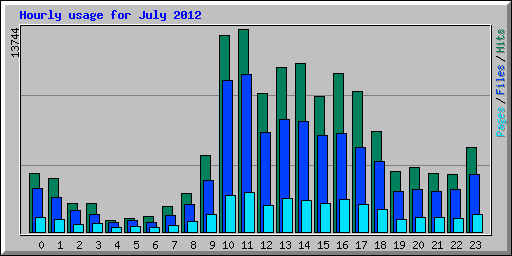 Hourly usage for July 2012
13744
Pages / Files / Hits
0 1 2 3 4 5 6 7 8 9 10 11 12 13 14 15 16 17 18 19 20 21 22 23